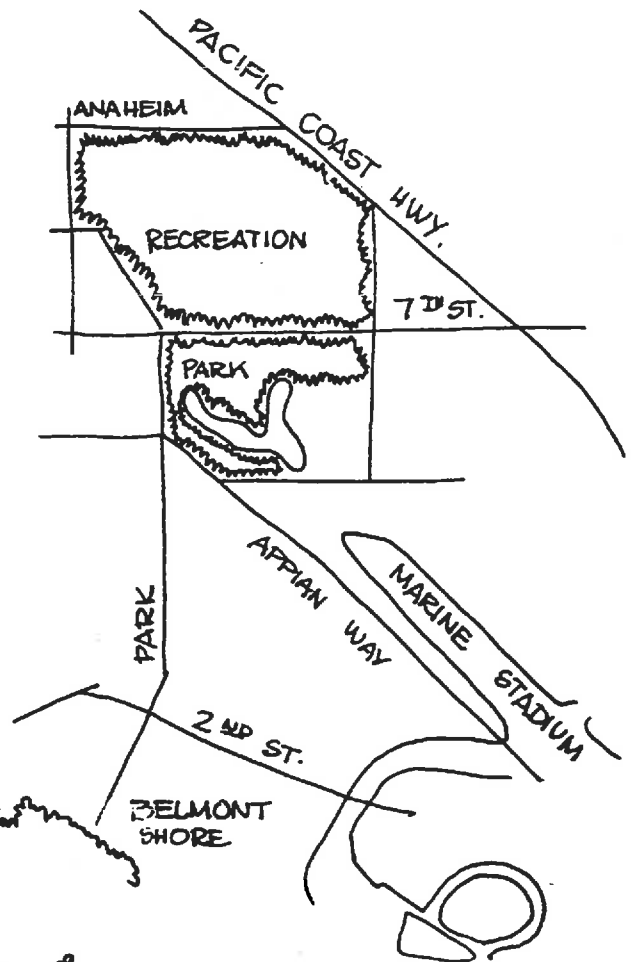 PACIFIC COAST HWY.
ANAHEIM
RECREATION
7TH ST.
PARK
APPIAN WAY
MARINE STADIUM
PARK
2ND ST.
BELMONT
SHORE